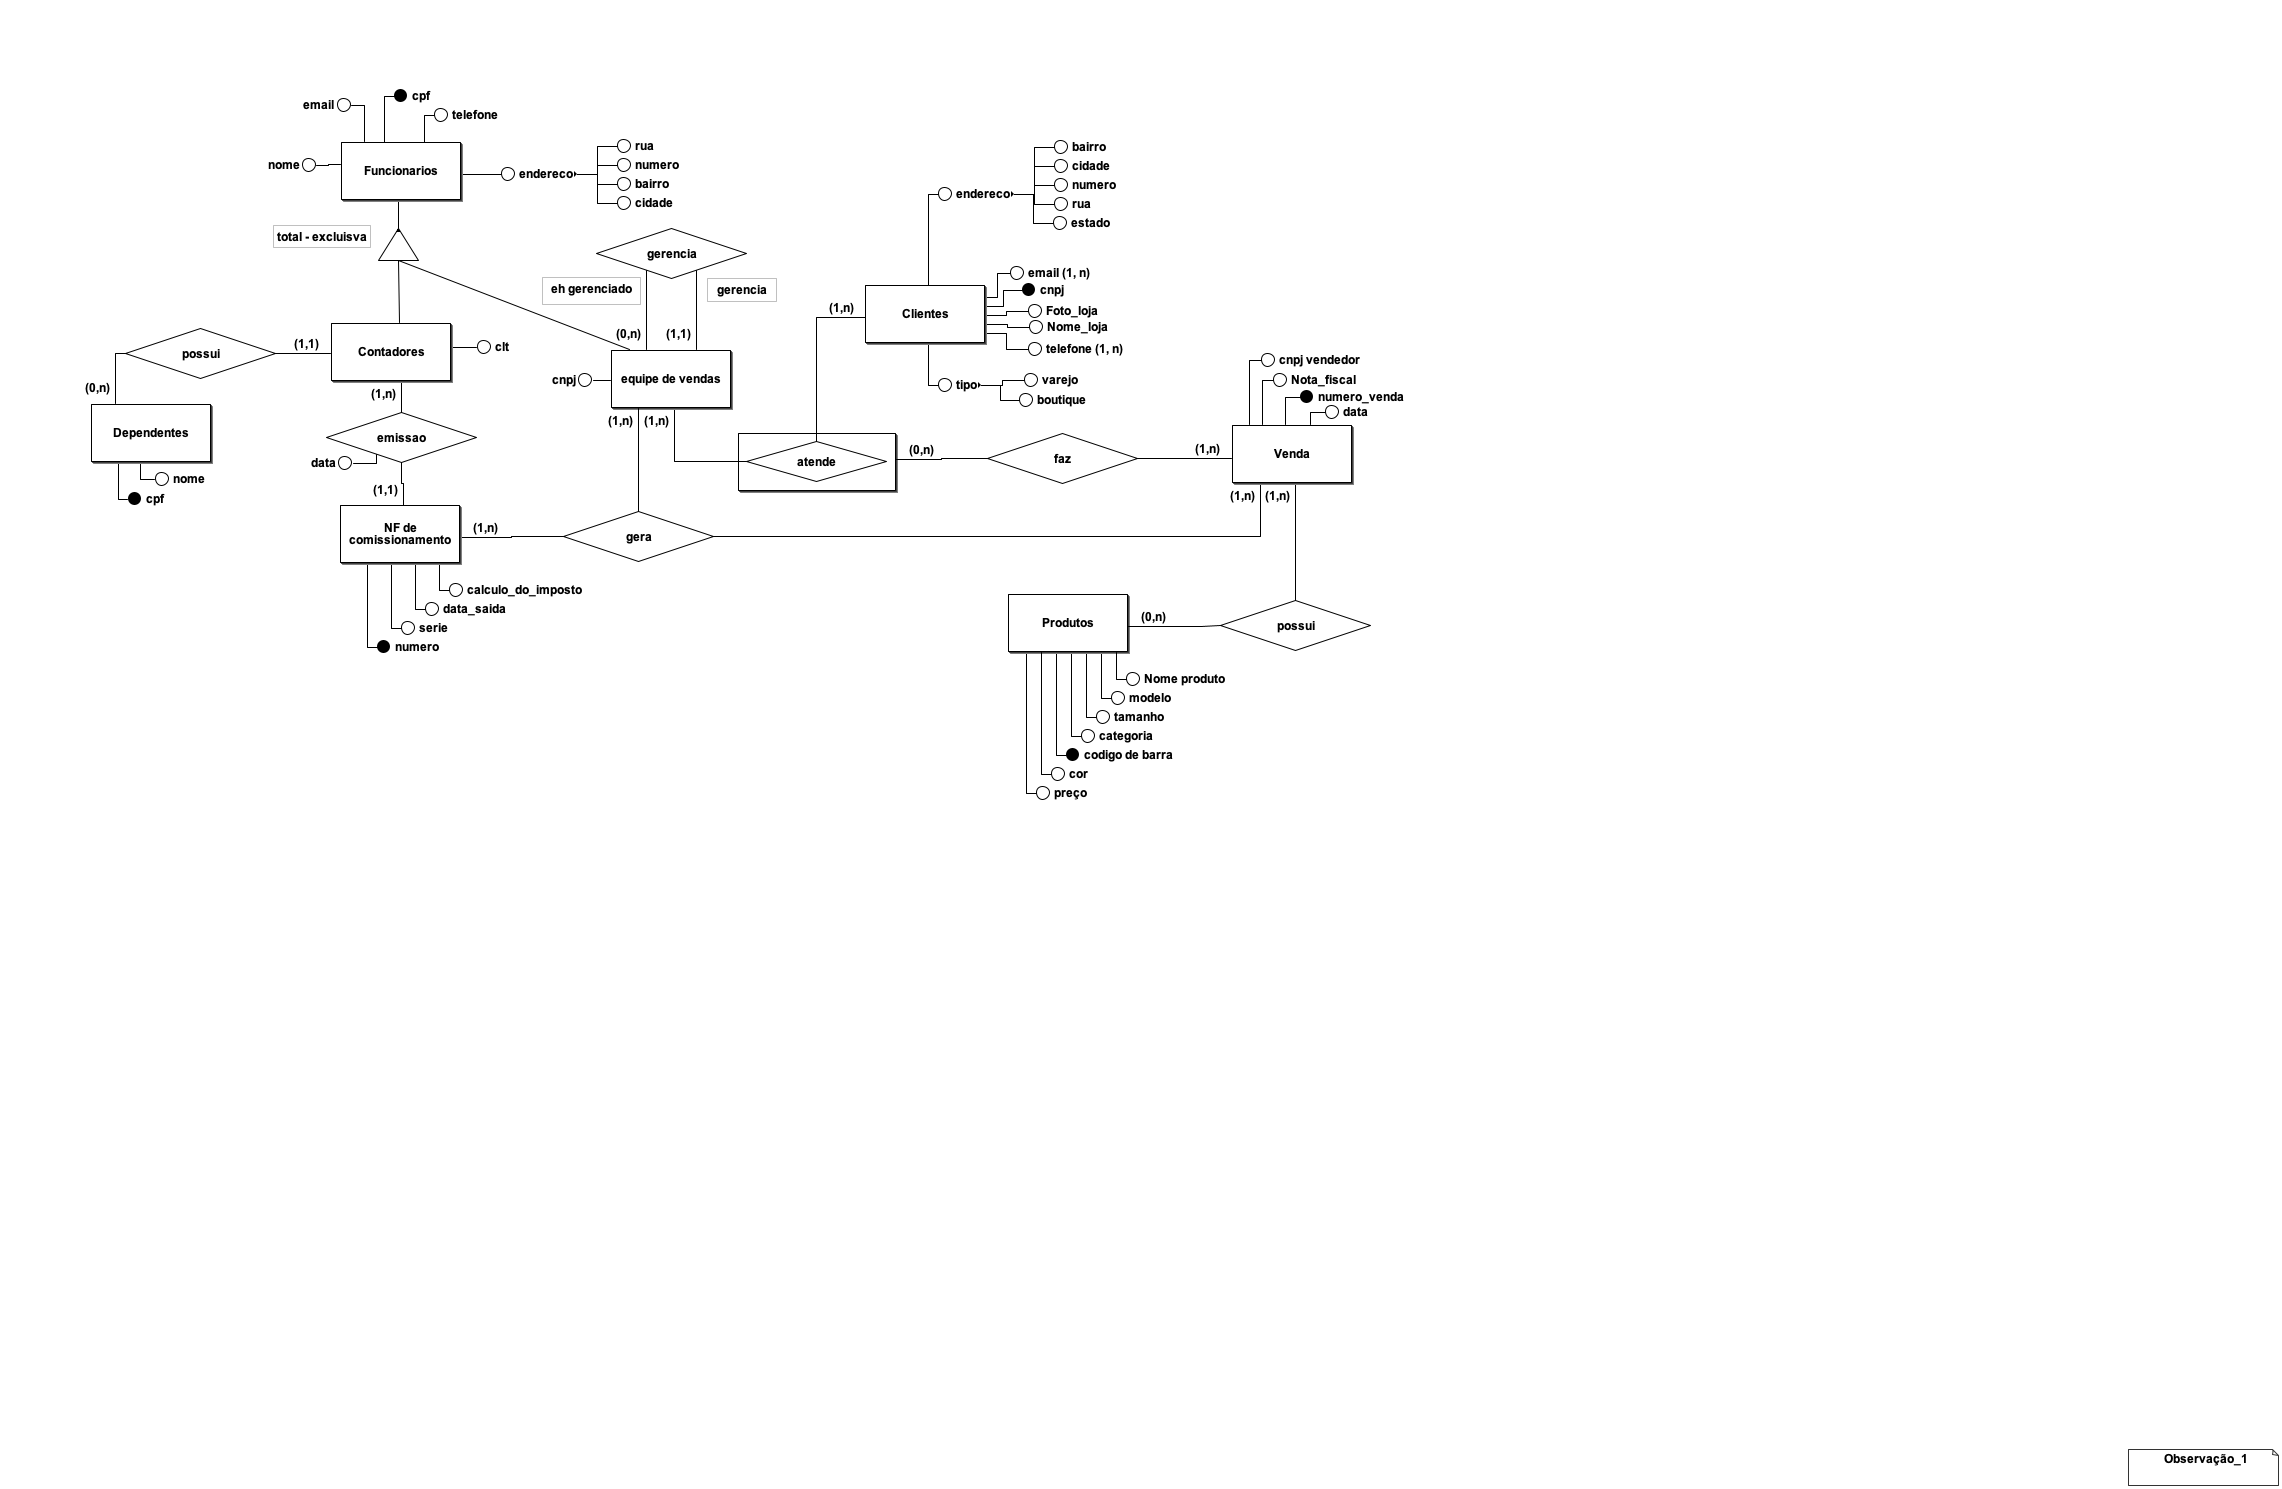 cpf
email
telefone
nome
Funcionarios
endereco
rua
numero
bairro
cidade
total - excluisva
gerencia
eh gerenciado
gerencia
(0,n)
(1,1)
possui
(1,1)
Contadores
clt
(0,n)
Dependentes
nome
cpf
(1,n)
emissao
data
(1,1)
NF de
comissionamento
calculo_do_imposto
data_saida
serie
numero
(1,n)
gera
cnpj
equipe de vendas
(1,n)
(1,n)
atende
(1,n)
Clientes
endereco
bairro
cidade
numero
rua
estado
email (1, n)
cnpj
Foto_loja
Nome_loja
telefone (1, n)
tipo
varejo
boutique
(0,n)
faz
(1,n)
cnpj vendedor
Nota_fiscal
numero_venda
data
Venda
(1,n)
(1,n)
possui
(0,n)
Produtos
Nome produto
modelo
tamanho
categoria
codigo de barra
cor
preço
Observação_1